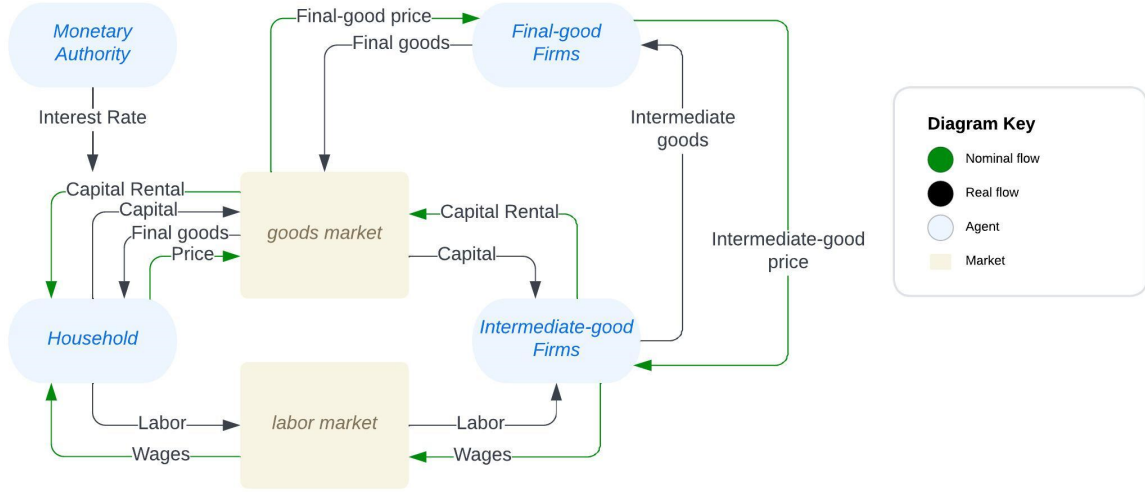 Monetary
Authority
Interest Rate
Final-good price
Final goods
Final-good
Firms
Intermediate
goods
Intermediate-good
price
Capital Rental
Capital
Final goods
Price
goods market
Capital Rental
Capital
Household
Intermediate-good
Firms
Labor
Wages
labor market
Labor
Wages
Diagram Key
Nominal flow
Real flow
Agent
Market